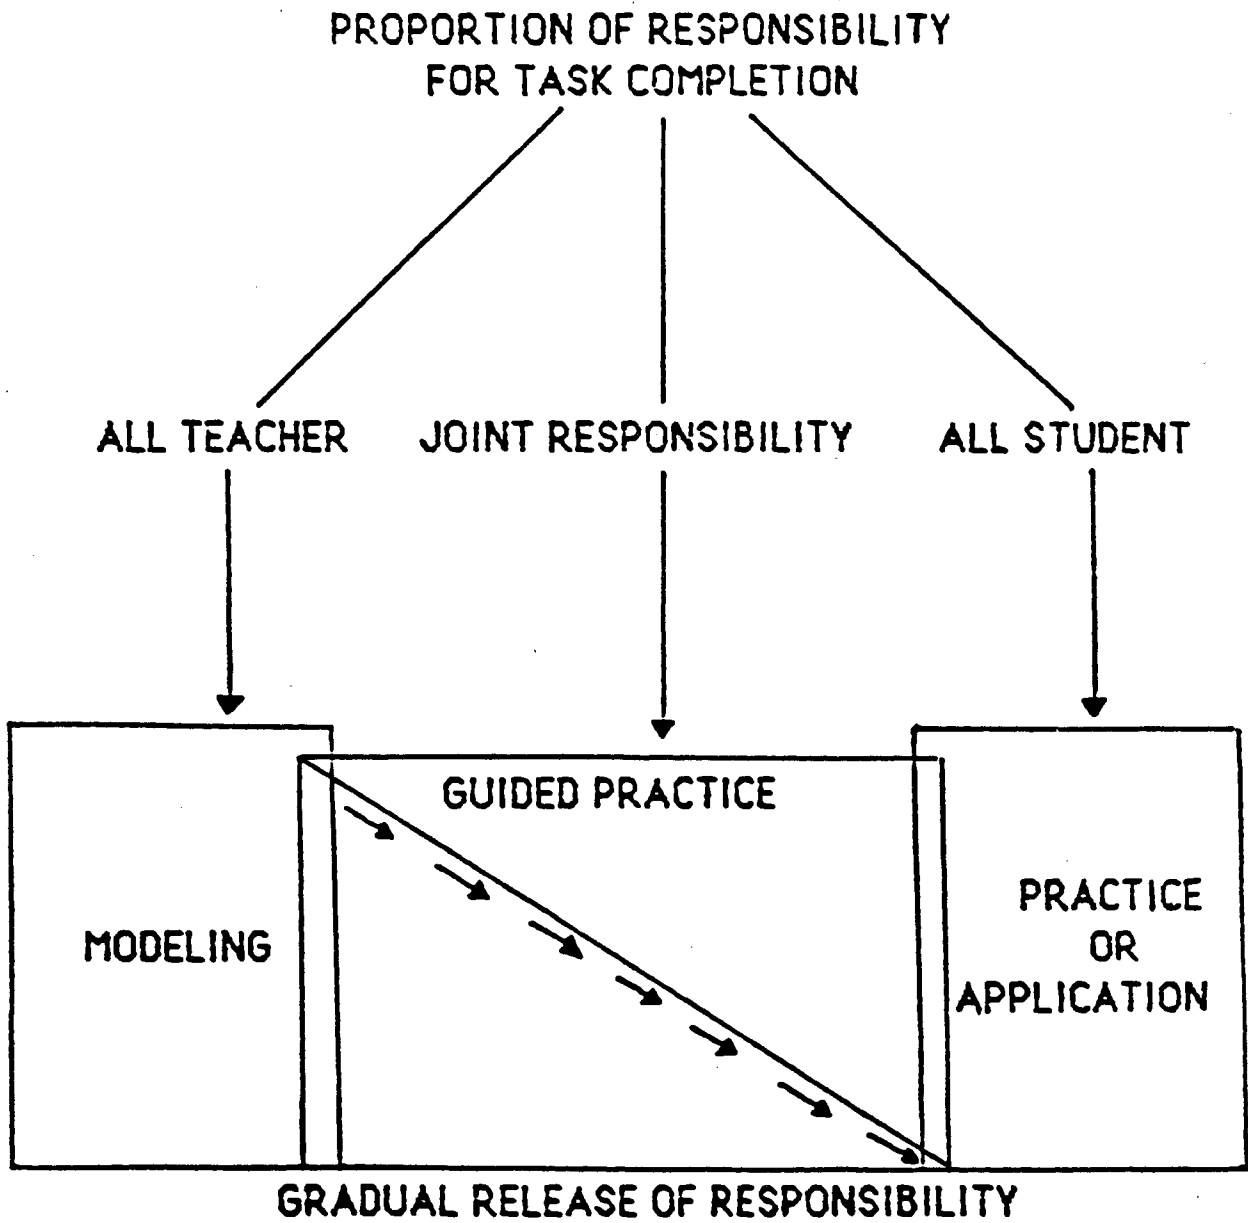 PROPORTION OF RESPONSIBILITY
FOR TASK COMPLETION
ALL TEACHER
JOINT RESPONSIBILITY
ALL STUDENT
GUIDED PRACTICE
MODELING
PRACTICE
OR
APPLICATION
GRADUAL RELEASE OF RESPONSIBILITY